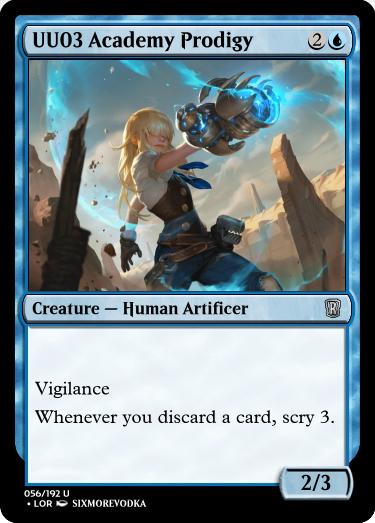 UU03 Academy Prodigy 2
Creature — Human Artificer R
Vigilance
Whenever you discard a card, scry 3.
2/3
056/192 U
• LOR SIXMOREVODKA